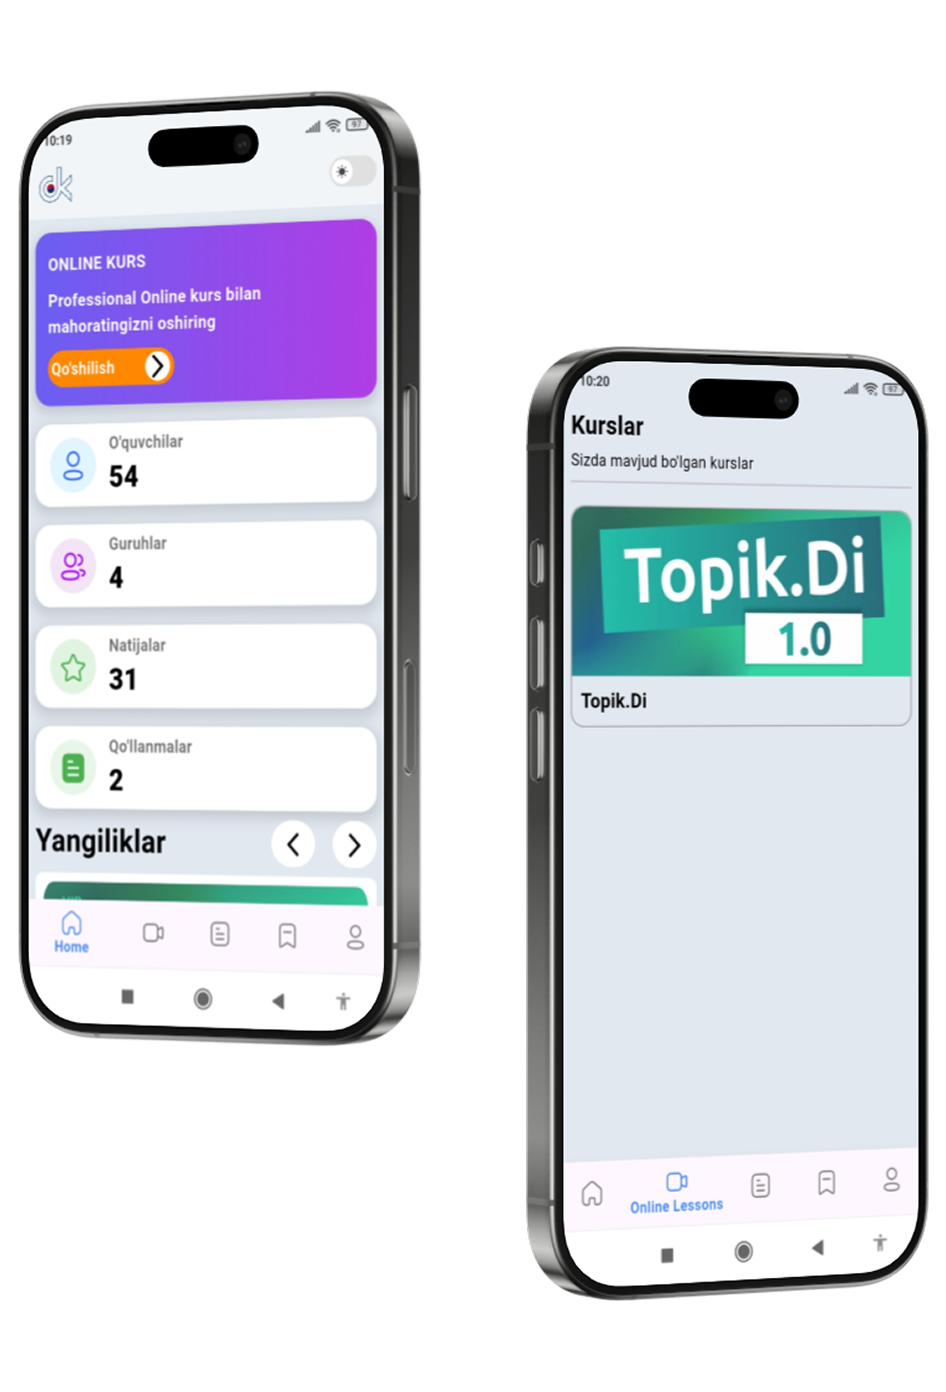 10:19
97
dk
ONLINE KURS
Professional Online kurs bilan
mahoratingizni oshiring
Qo'shilish
O'quvchilar
54
Guruhlar
4
Natijalar
31
Qo'llanmalar
2
Yangiliklar
Home
10:20
97
Kurslar
Sizda mavjud bo'lgan kurslar
Topik.Di
1.0
Topik.Di
Online Lessons